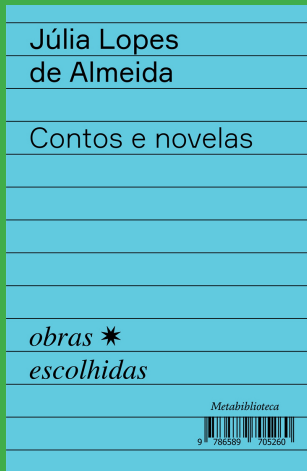 Júlia Lopes
de Almeida
Contos e novelas
obras ✷
escolhidas
Metabiblioteca
9 786589 705260